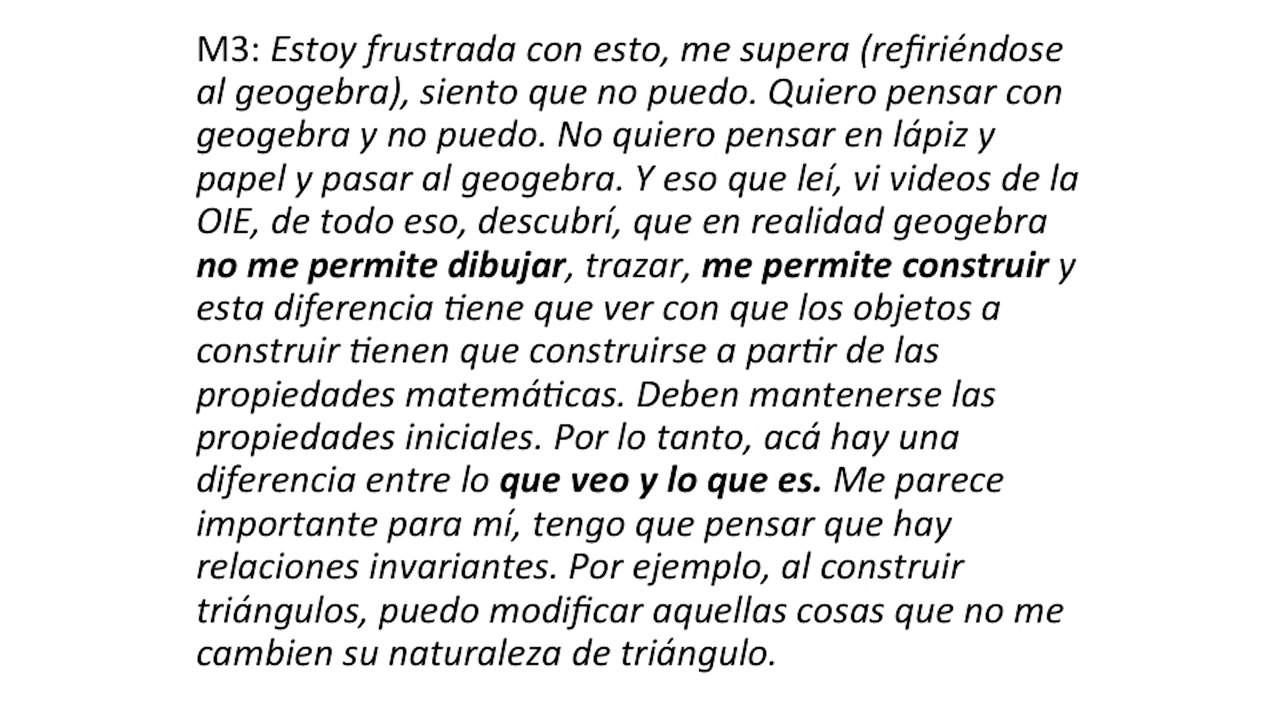 M3: Estoy frustrada con esto, me supera (refiriéndose
al geogebra), siento que no puedo. Quiero pensar con
geogebra y no puedo. No quiero pensar en lápiz y
papel y pasar al geogebra. Y eso que leí, vi videos de la
OIE, de todo eso, descubrí, que en realidad geogebra
no me permite dibujar, trazar, me permite construir y
esta diferencia tiene que ver con que los objetos a
construir tienen que construirse a partir de las
propiedades matemáticas. Deben mantenerse las
propiedades iniciales. Por lo tanto, acá hay una
diferencia entre lo que veo y lo que es. Me parece
importante para mí, tengo que pensar que hay
relaciones invariantes. Por ejemplo, al construir
triángulos, puedo modificar aquellas cosas que no me
cambien su naturaleza de triángulo.